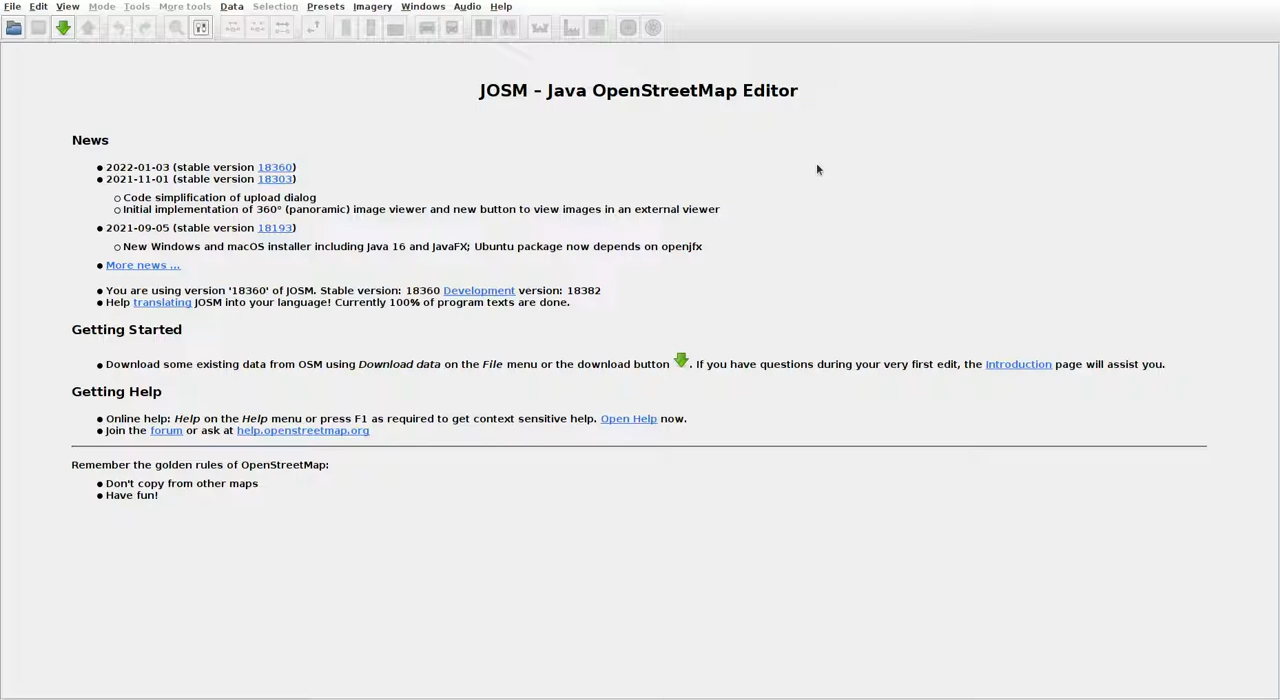 File Edit View Mode Tools More tools Data Selection Presets Imagery Windows Audio Help
JOSM – Java OpenStreetMap Editor
News
2022-01-03 (stable version 18360)
2021-11-01 (stable version 18303)
Code simplification of upload dialog
Initial implementation of 360° (panoramic) image viewer and new button to view images in an external viewer
2021-09-05 (stable version 18193)
New Windows and macOS installer including Java 16 and JavaFX; Ubuntu package now depends on openjfx
More news ...
You are using version '18360' of JOSM. Stable version: 18360 Development version: 18382
Help translating JOSM into your language! Currently 100% of program texts are done.
Getting Started
Download some existing data from OSM using Download data on the File menu or the download button . If you have questions during your very first edit, the Introduction page will assist you.
Getting Help
Online help: Help on the Help menu or press F1 as required to get context sensitive help. Open Help now.
Join the forum or ask at help.openstreetmap.org
Remember the golden rules of OpenStreetMap:
Don't copy from other maps
Have fun!